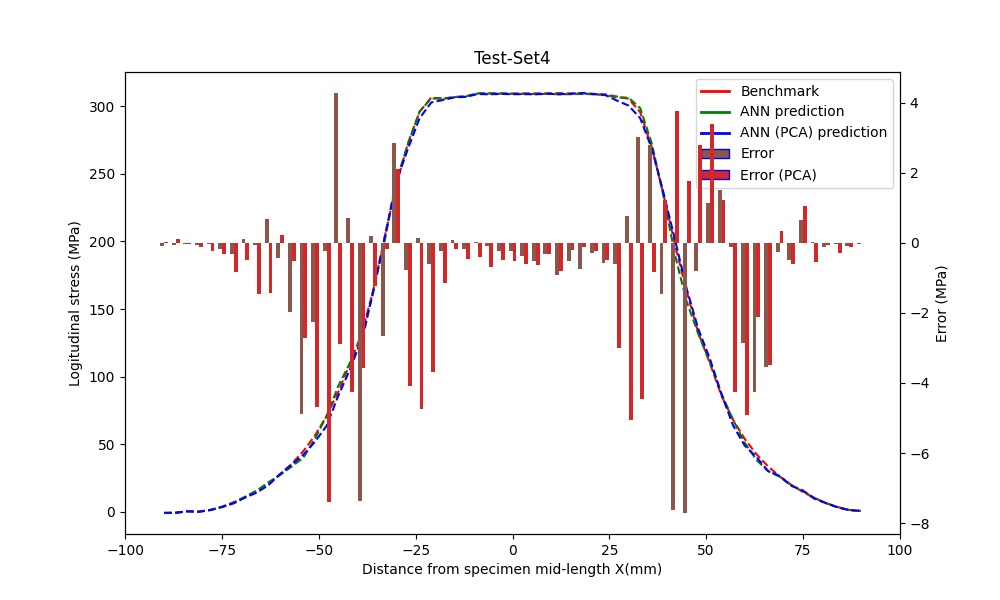 Test-Set4
Benchmark
ANN prediction
ANN (PCA) prediction
Error
Error (PCA)
300
250
200
150
100
50
0
Logitudinal stress (MPa)
4
2
0
−2
−4
−6
−8
Error (MPa)
−100 −75 −50 −25 0 25 50 75 100
Distance from specimen mid-length X(mm)